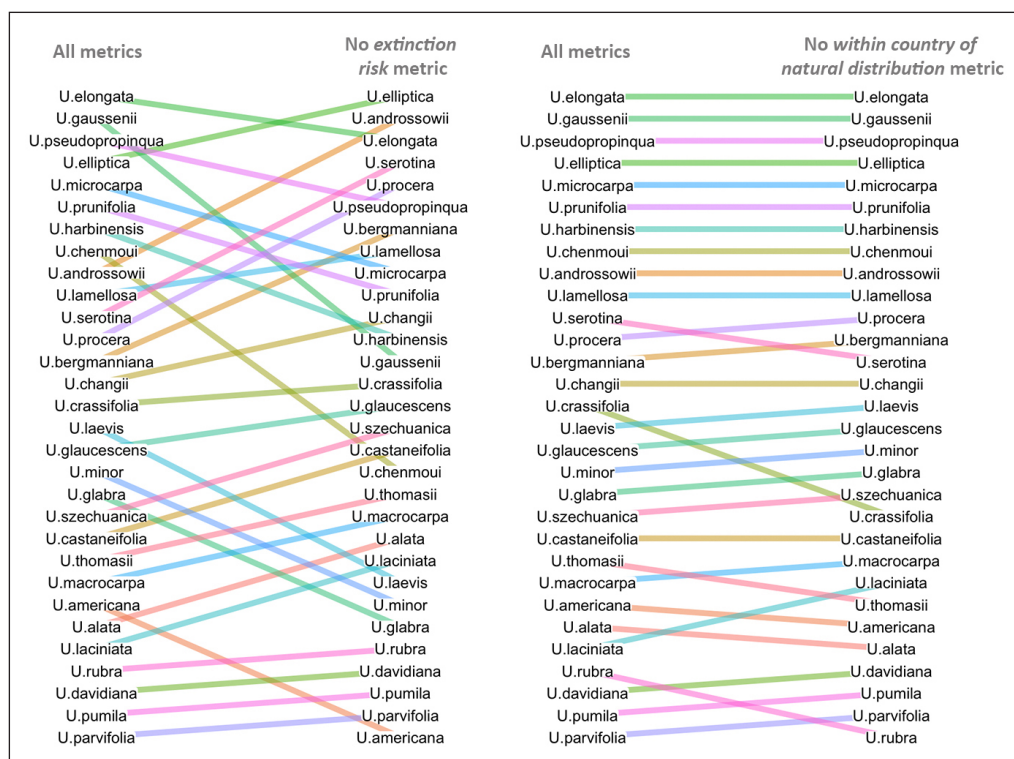 All metrics
No extinction
risk metric
U.elongata
U.gaussenii
U.pseudopropinqua
U.elliptica
U.microcarpa
U.prunifolia
U.harbinensis
U.chenmoui
U.androssowii
U.lamellosa
U.serotina
U.procera
U.bergmanniana
U.changii
U.crassifolia
U.laevis
U.glaucescens
U.minor
U.glabra
U.szechuanica
U.castaneifolia
U.thomasii
U.macrocarpa
U.americana
U.alata
U.laciniata
U.rubra
U.davidiana
U.pumila
U.parvifolia
U.elliptica
U.androssowii
U.elongata
U.serotina
U.procera
U.pseudopropinqua
U.bergmanniana
U.lamellosa
U.microcarpa
U.prunifolia
U.changii
U.harbinensis
U.gaussenii
U.crassifolia
U.glaucescens
U.szechuanica
U.castaneifolia
U.chenmoui
U.thomasii
U.macrocarpa
U.alata
U.laciniata
U.laevis
U.minor
U.glabra
U.rubra
U.davidiana
U.pumila
U.parvifolia
U.americana
All metrics
No within country of
natural distribution metric
U.elongata
U.gaussenii
U.pseudopropinqua
U.elliptica
U.microcarpa
U.prunifolia
U.harbinensis
U.chenmoui
U.androssowii
U.lamellosa
U.serotina
U.procera
U.bergmanniana
U.changii
U.crassifolia
U.laevis
U.glaucescens
U.minor
U.glabra
U.szechuanica
U.castaneifolia
U.thomasii
U.macrocarpa
U.americana
U.alata
U.laciniata
U.rubra
U.davidiana
U.pumila
U.parvifolia
U.elongata
U.gaussenii
U.pseudopropinqua
U.elliptica
U.microcarpa
U.prunifolia
U.harbinensis
U.chenmoui
U.androssowii
U.lamellosa
U.procera
U.bergmanniana
U.serotina
U.changii
U.laevis
U.glaucescens
U.minor
U.glabra
U.szechuanica
U.crassifolia
U.castaneifolia
U.macrocarpa
U.laciniata
U.thomasii
U.americana
U.alata
U.davidiana
U.pumila
U.parvifolia
U.rubra